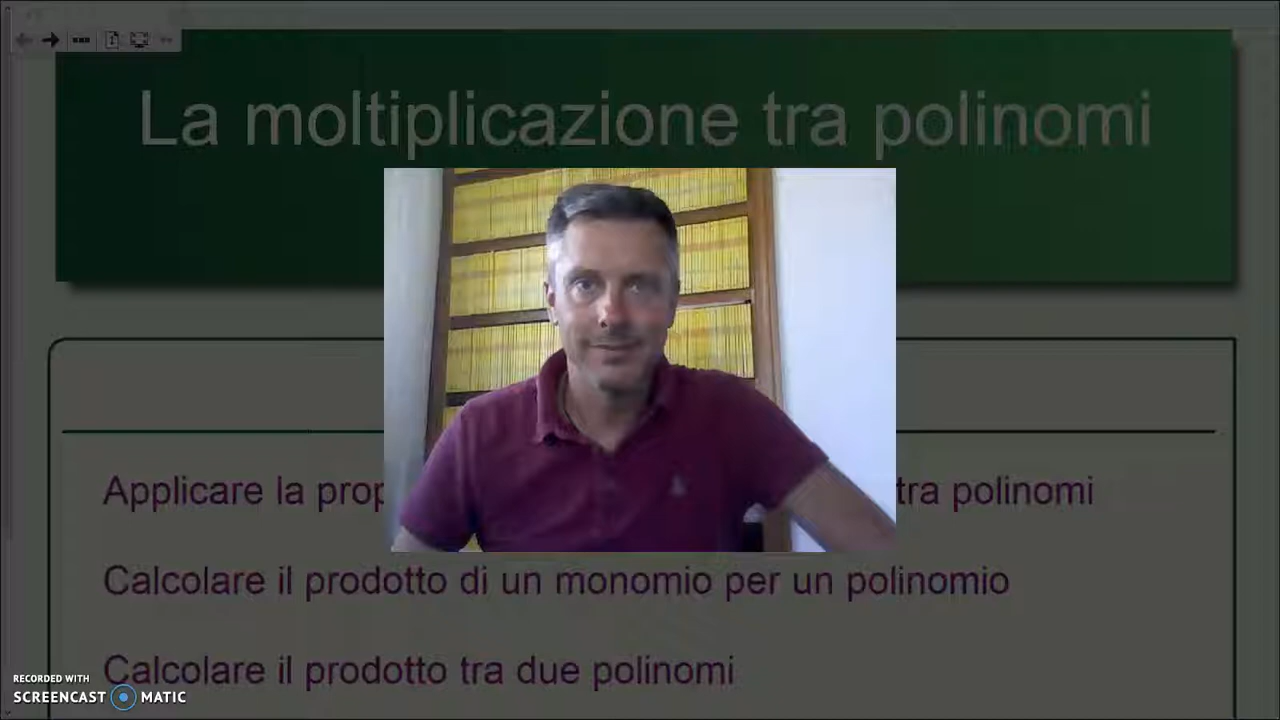 La moltiplicazione tra polinomi
Applicare la prop tra polinomi
Calcolare il prodotto di un monomio per un polinomio
Calcolare il prodotto tra due polinomi
RECORDED WITH
SCREENCAST MATIC